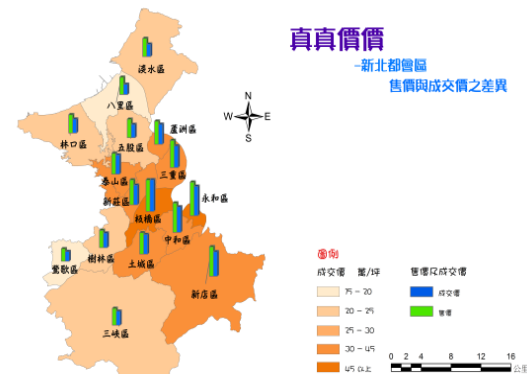 真真價價
-新北都會區
售價與成交價之差異
淡水區
八里區
林口區
五股區
蘆洲區
三重區
泰山區
新莊區
板橋區
永和區
中和區
樹林區
土城區
鶯歌區
新店區
三峽區
N
W
E
S
圖例
成交價 萬/坪
售價及成交價
15 - 20
成交價
20 - 25
售價
25 - 30
30 - 45
45 以上
0 2 4 8 12 16
公里